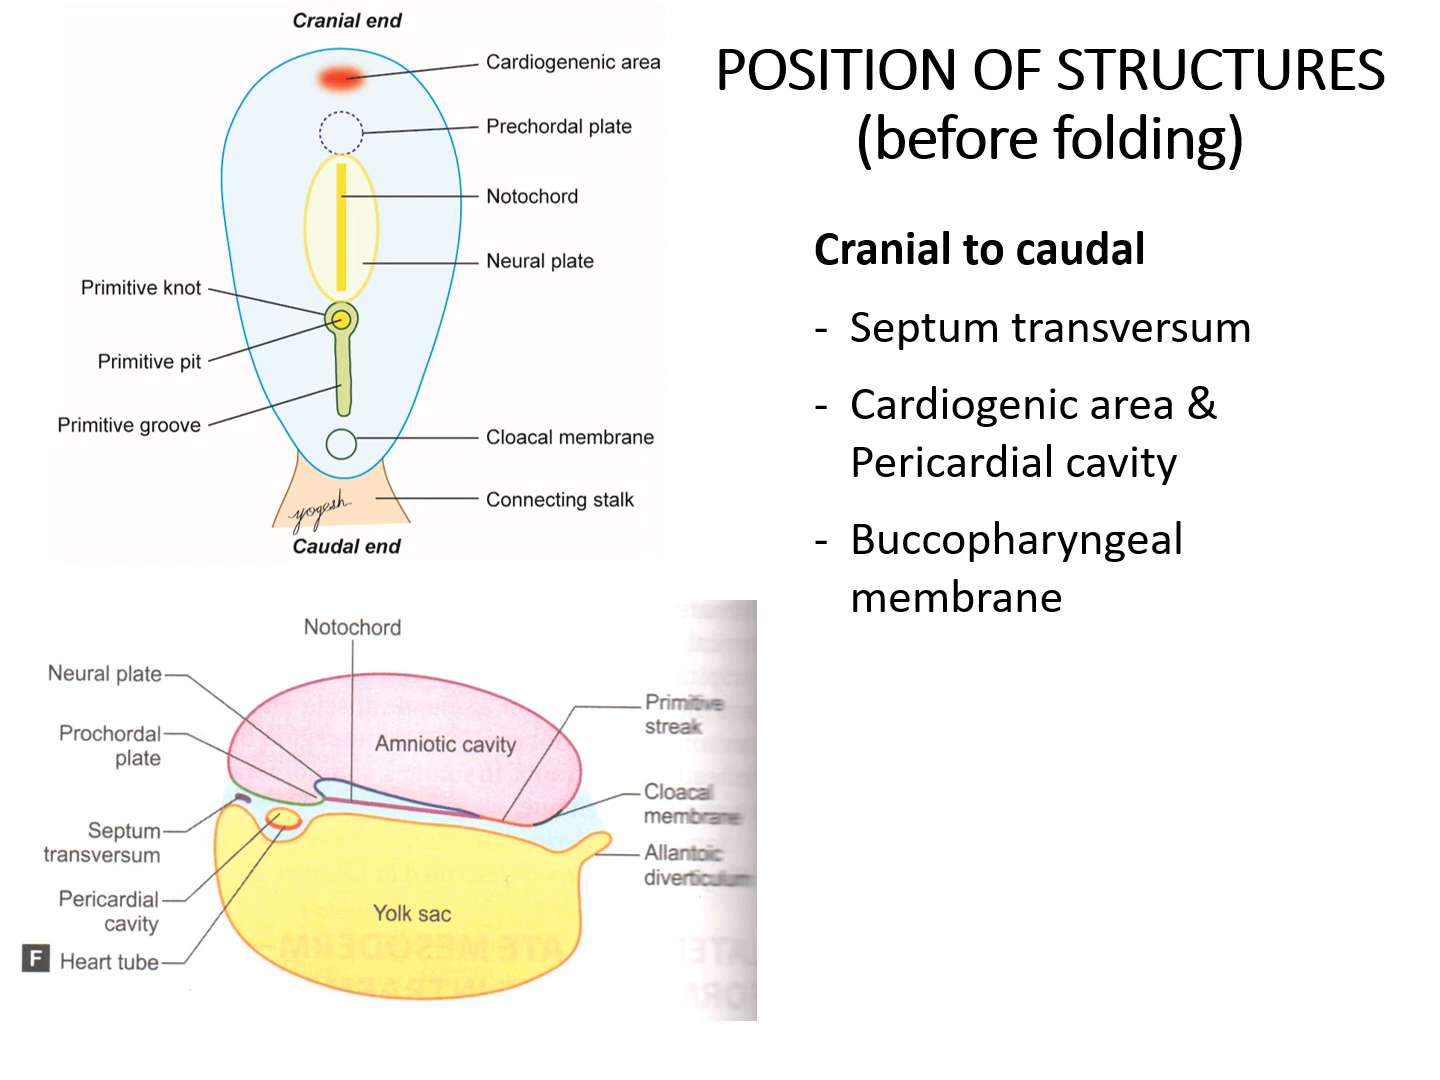 Cranial end
Cardiogenenic area
Prechordal plate
Notochord
Neural plate
Primitive knot
Primitive pit
Primitive groove
Cloacal membrane
Connecting stalk
yogesh
Caudal end
POSITION OF STRUCTURES
(before folding)
Cranial to caudal
- Septum transversum
- Cardiogenic area &
Pericardial cavity
- Buccopharyngeal
membrane
Notochord
Neural plate
Prochordal
plate
Septum
transversum
Pericardial
cavity
F Heart tube
Amniotic cavity
Yolk sac
Primitive
streak
Cloacal
membrane
Allantoic
diverticulum